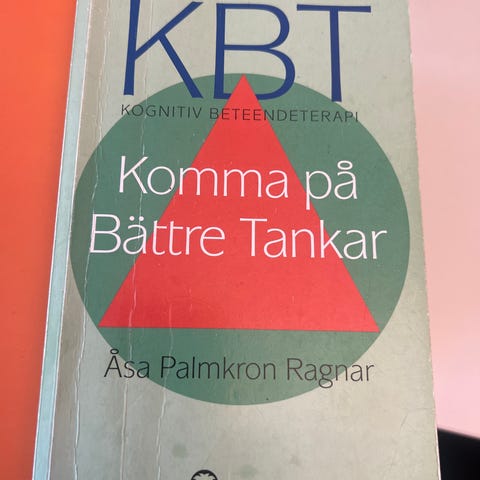 KBT
KOGNITIV BETEENDETERAPI
Komma på
Bättre Tankar
Åsa Palmkron Ragnar